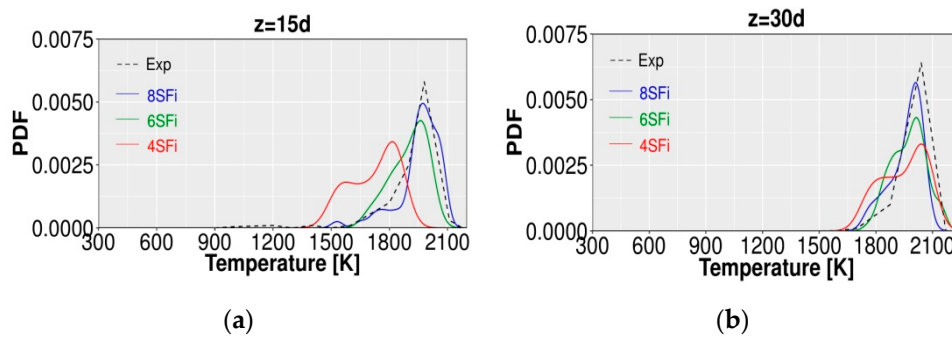 z=15d
PDF
0.0075
0.0050
0.0025
0.0000
Exp
8SFi
6SFi
4SFi
300 600 900 1200 1500 1800 2100
Temperature [K]
(a)
z=30d
PDF
0.0075
0.0050
0.0025
0.0000
Exp
8SFi
6SFi
4SFi
300 600 900 1200 1500 1800 2100
Temperature [K]
(b)